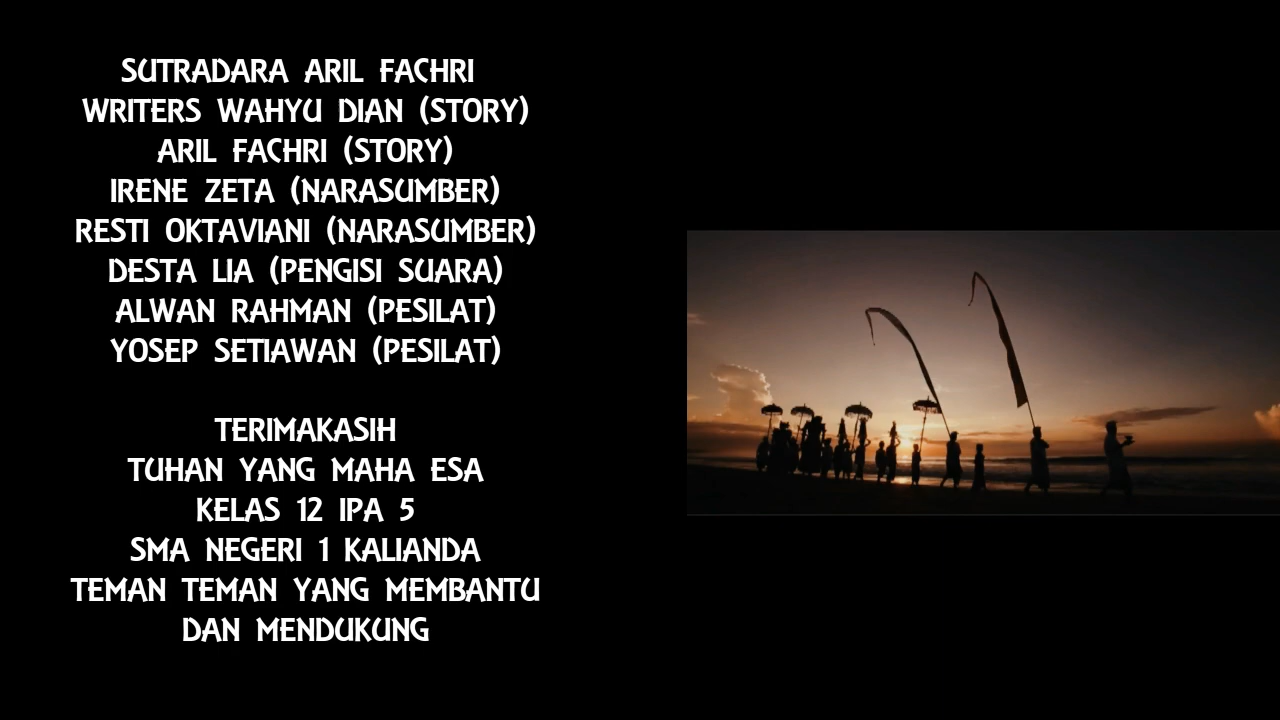 SUTRADARA ARIL FACHRI
WRITERS WAHYU DIAN (STORY)
ARIL FACHRI (STORY)
IRENE ZETA (NARASUMBER)
RESTI OKTAVIANI (NARASUMBER)
DESTA LIA (PENGISI SUARA)
ALWAN RAHMAN (PESILAT)
YOSEP SETIAWAN (PESILAT)
TERIMAKASIH
TUHAN YANG MAHA ESA
KELAS 12 IPA 5
SMA NEGERI 1 KALIANDA
TEMAN TEMAN YANG MEMBANTU
DAN MENDUKUNG